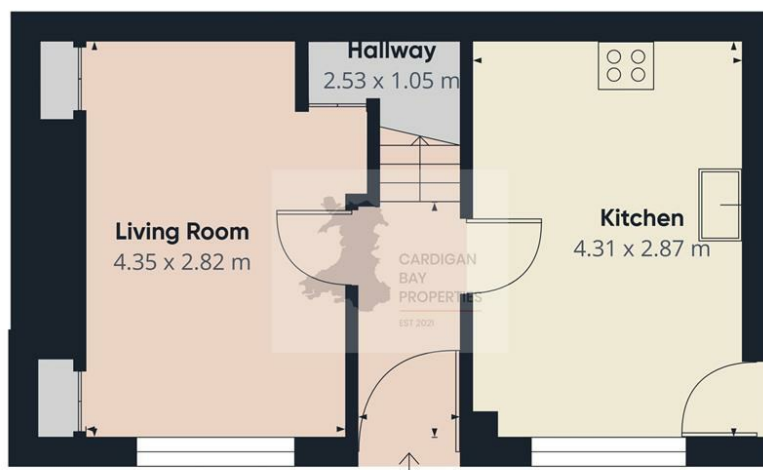 Hallway
2.53 x 1.05 m
Living Room
4.35 x 2.82 m
Kitchen
4.31 x 2.87 m
CARDIGAN
BAY
PROPERTIES
EST 2021